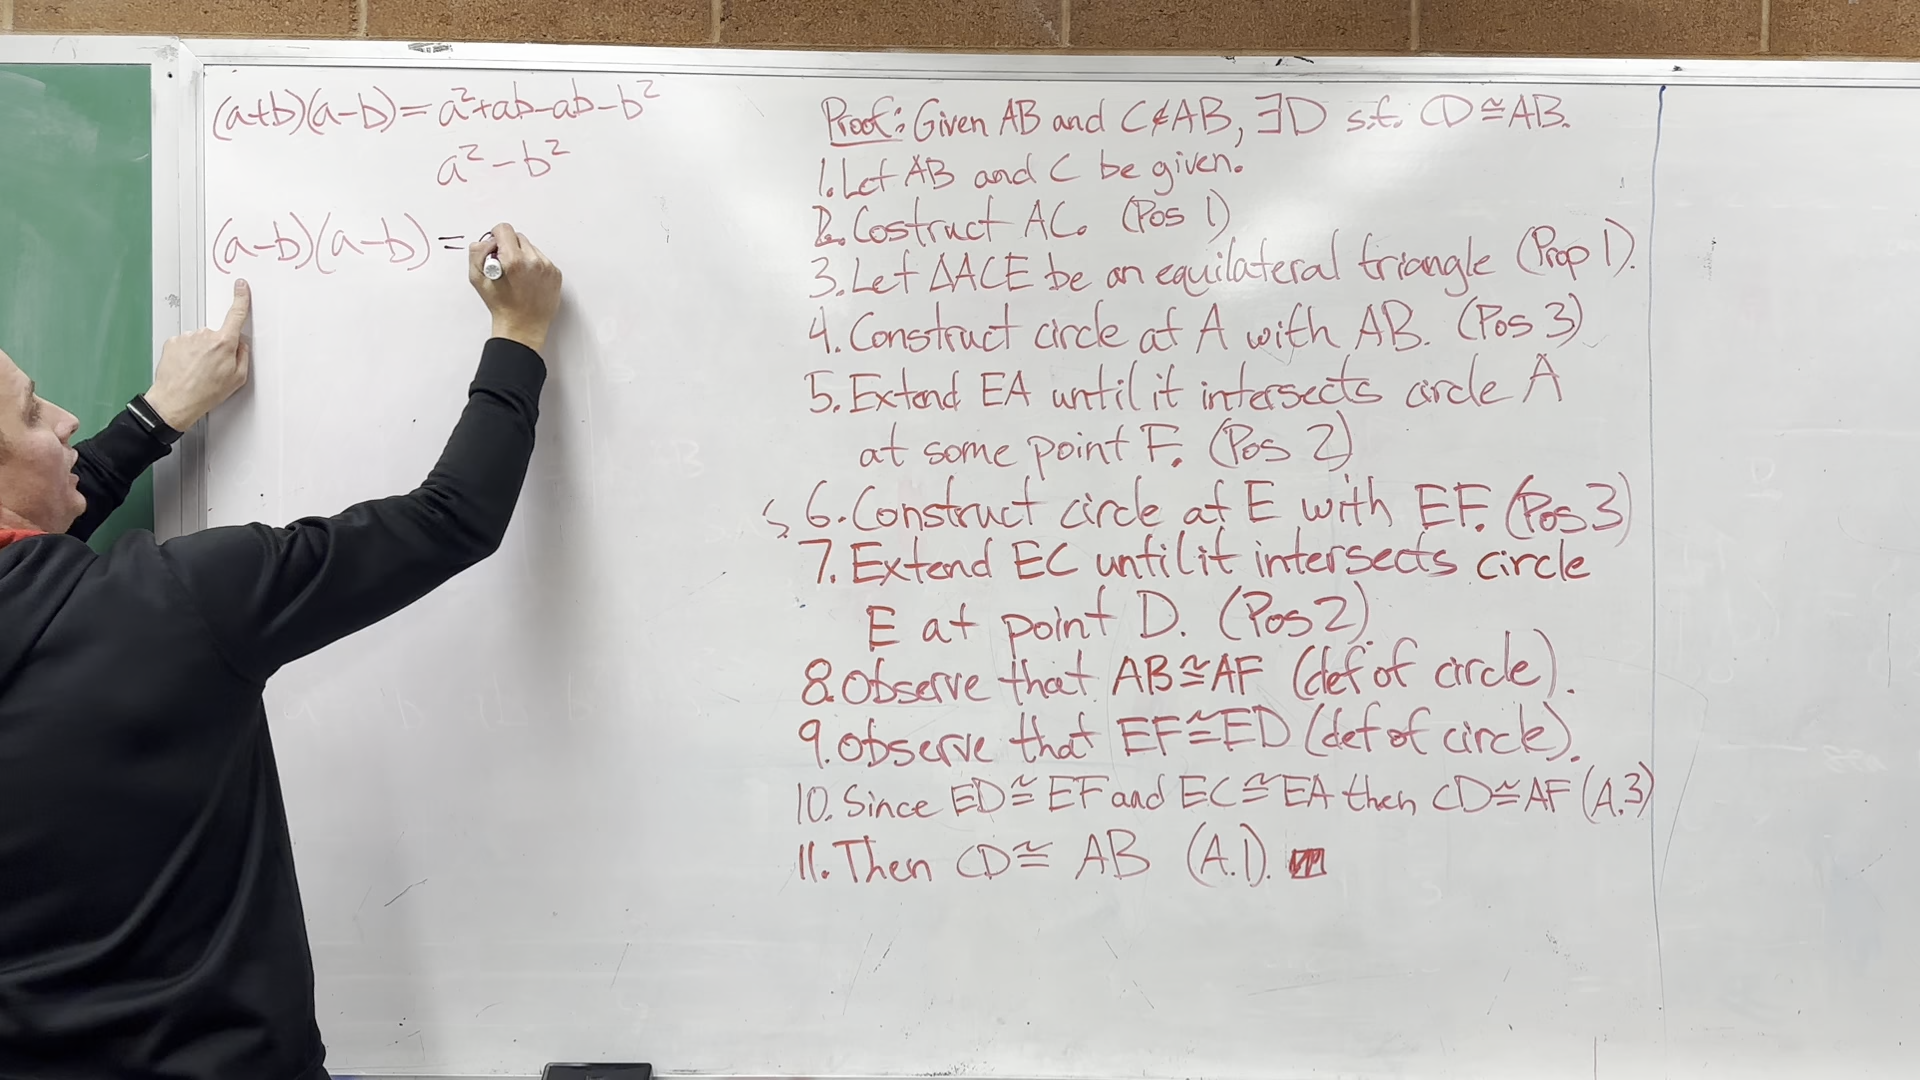 (a+b)(a-b)=a²+ab-ab-b²
a²-b²
(a-b)(a-b)=
Proof: Given AB and C∉AB, ∃D s.t. CD≅AB.
1. Let AB and C be given.
2. Costruct AC. (Pos 1)
3. Let ΔACE be an equilateral triangle (Prop 1).
4. Construct circle at A with AB. (Pos 3)
5. Extend EA until it intersects circle A
at some point F. (Pos 2)
6. Construct circle at E with EF. (Pos 3)
7. Extend EC until it intersects circle
E at point D. (Pos 2).
8. Observe that AB≅AF (def of circle).
9. Observe that EF≅ED (def of circle).
10. Since ED≅EF and EC≅EA then CD≅AF (A.3)
11. Then CD≅AB (A.1).